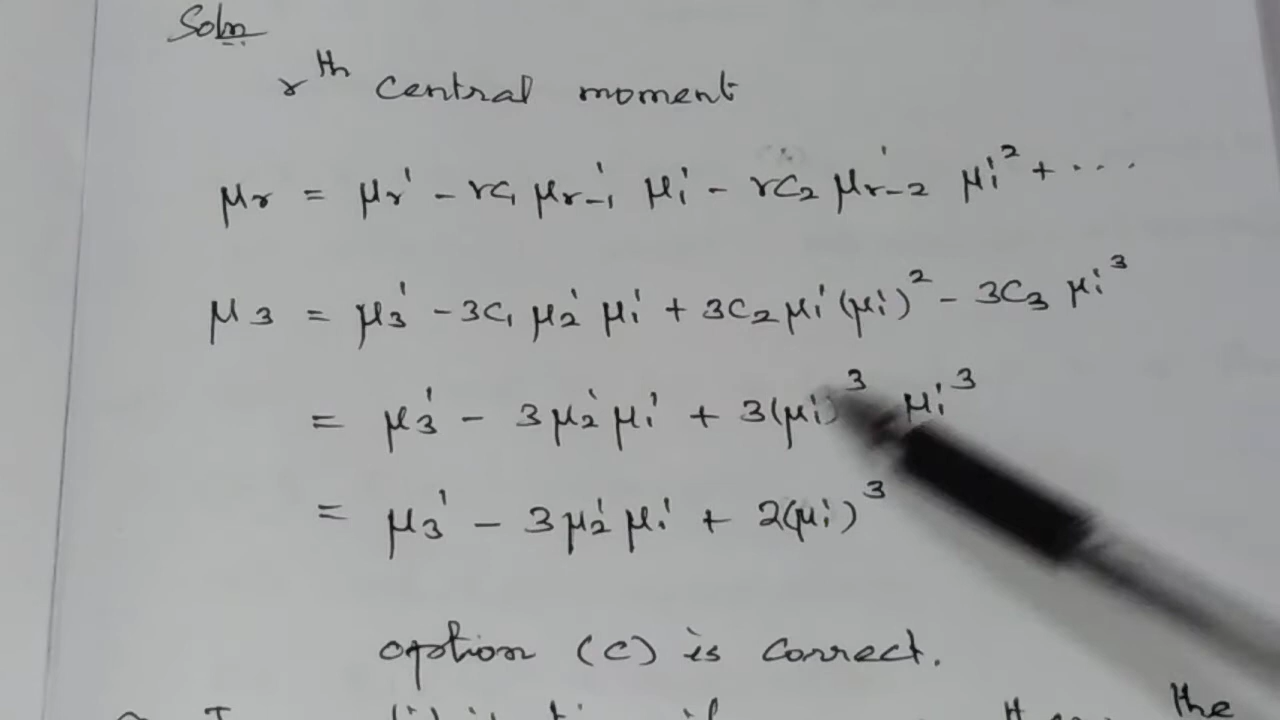 Soln
rth central moment
μr = μr' - rC1 μr-1' μ1' - rC2 μr-2' μ1'² + ...
μ3 = μ3' - 3C1 μ2' μ1' + 3C2 μ1' (μ1')² - 3C3 μ1'³
= μ3' - 3μ2' μ1' + 3(μ1')³ μ1'³
= μ3' - 3μ2' μ1' + 2(μ1')³
option (C) is correct.
the